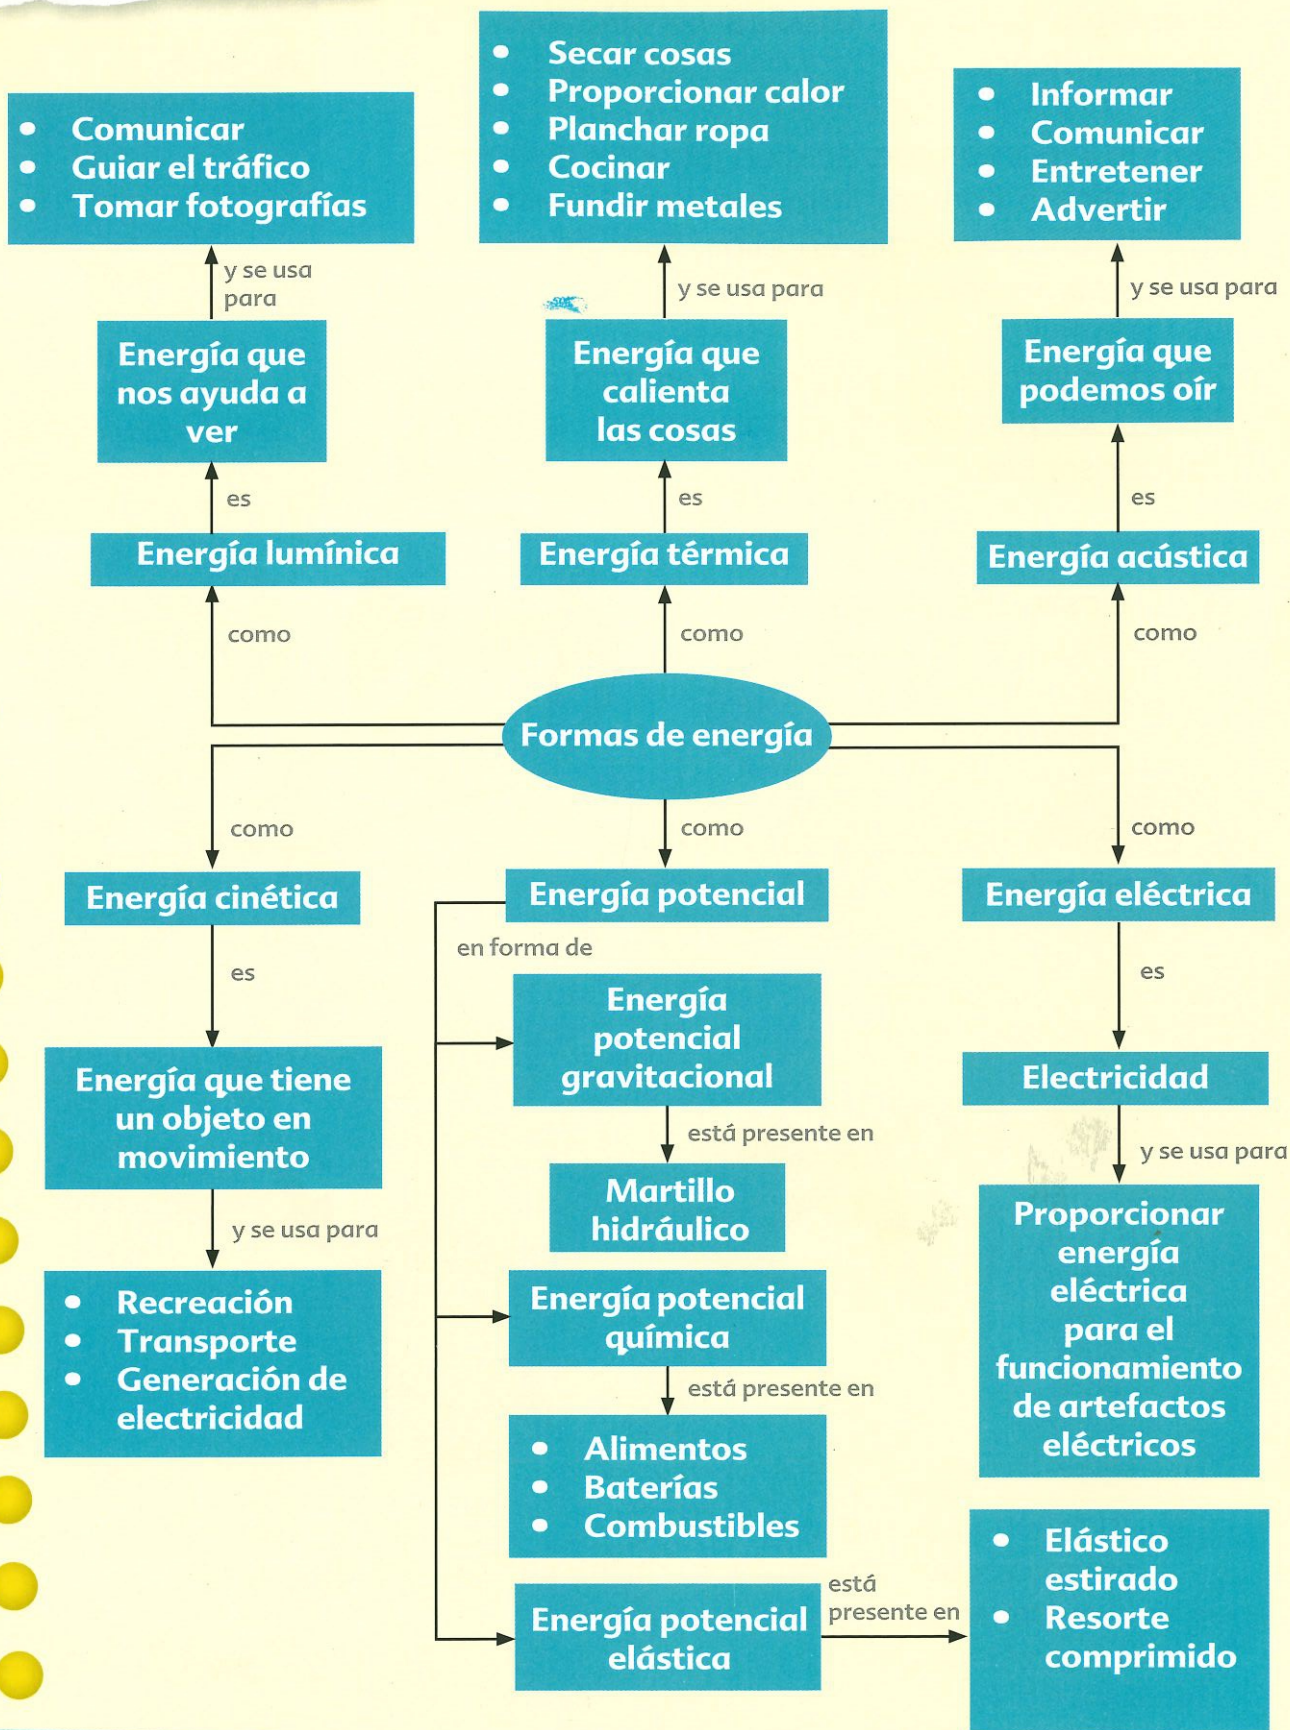 • Comunicar
• Guiar el tráfico
• Tomar fotografías
• Secar cosas
• Proporcionar calor
• Planchar ropa
• Cocinar
• Fundir metales
• Informar
• Comunicar
• Entretener
• Advertir
y se usa
para
y se usa para
y se usa para
Energía que
nos ayuda a
ver
Energía que
calienta
las cosas
Energía que
podemos oír
es
es
es
Energía lumínica
Energía térmica
Energía acústica
como
como
como
Formas de energía
como
como
como
Energía cinética
Energía potencial
Energía eléctrica
es
en forma de
es
Energía que tiene
un objeto en
movimiento
Energía
potencial
gravitacional
Electricidad
y se usa para
está presente en
y se usa para
• Recreación
• Transporte
• Generación de
electricidad
Martillo
hidráulico
Proporcionar
energía
eléctrica
para el
funcionamiento
de artefactos
eléctricos
Energía potencial
química
está presente en
• Alimentos
• Baterías
• Combustibles
Energía potencial
elástica
está
presente en
• Elástico
estirado
• Resorte
comprimido